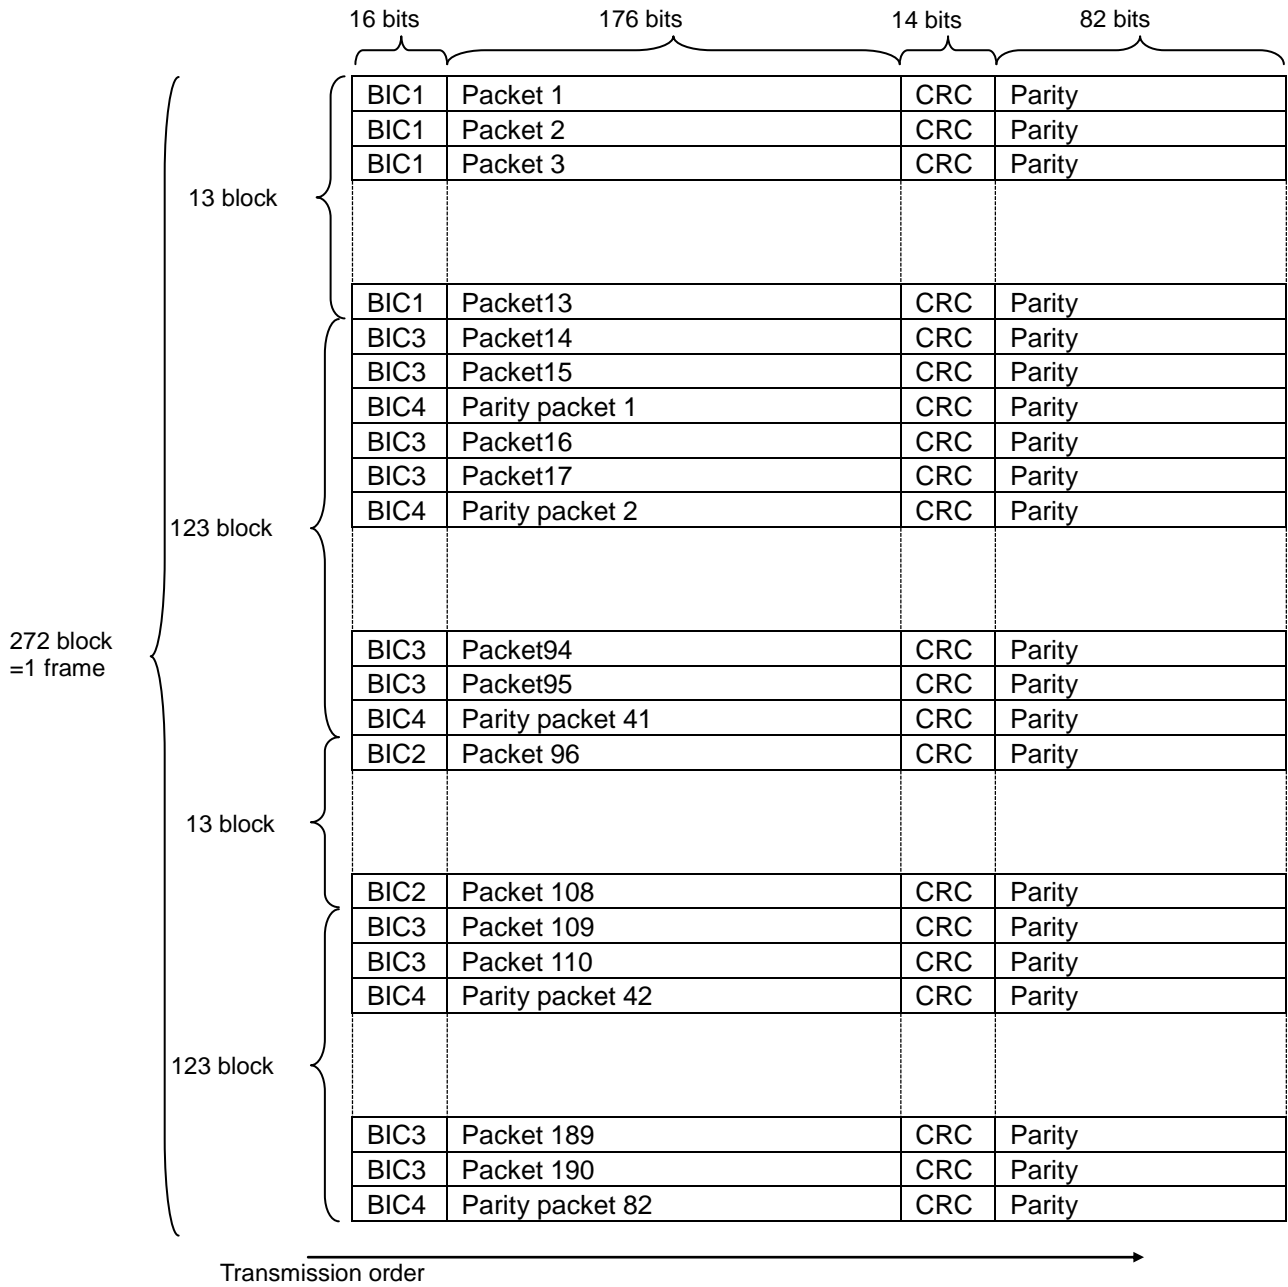 16 bits 176 bits 14 bits 82 bits
BIC1 Packet 1 CRC Parity
BIC1 Packet 2 CRC Parity
BIC1 Packet 3 CRC Parity
13 block
BIC1 Packet13 CRC Parity
BIC3 Packet14 CRC Parity
BIC3 Packet15 CRC Parity
BIC4 Parity packet 1 CRC Parity
BIC3 Packet16 CRC Parity
BIC3 Packet17 CRC Parity
BIC4 Parity packet 2 CRC Parity
123 block
272 block
=1 frame
BIC3 Packet94 CRC Parity
BIC3 Packet95 CRC Parity
BIC4 Parity packet 41 CRC Parity
BIC2 Packet 96 CRC Parity
13 block
BIC2 Packet 108 CRC Parity
BIC3 Packet 109 CRC Parity
BIC3 Packet 110 CRC Parity
BIC4 Parity packet 42 CRC Parity
123 block
BIC3 Packet 189 CRC Parity
BIC3 Packet 190 CRC Parity
BIC4 Parity packet 82 CRC Parity
Transmission order